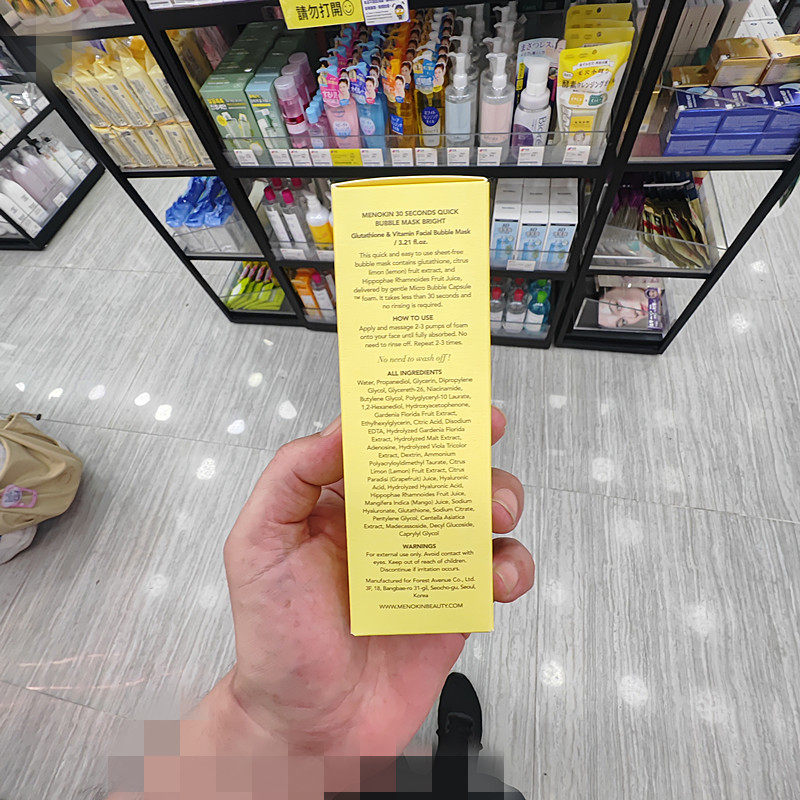 請勿打開
MENOKIN 30 SECONDS QUICK
BUBBLE MASK BRIGHT
Glutathione & Vitamin Facial Bubble Mask
/ 3.21 fl.oz.
This quick and easy to use sheet-free
bubble mask contains glutathione, citrus
limon (lemon) fruit extract, and
Hippophae Rhamnoides Fruit Juice,
delivered by gentle Micro Bubble Capsule
™ foam. It takes less than 30 seconds and
no rinsing is required.
HOW TO USE
Apply and massage 2-3 pumps of foam
onto your face until fully absorbed. No
need to rinse off. Repeat 2-3 times.
No need to wash off!
ALL INGREDIENTS
Water, Propanediol, Glycerin, Dipropylene
Glycol, Glycereth-26, Niacinamide,
Butylene Glycol, Polyglyceryl-10 Laurate,
1,2-Hexanediol, Hydroxyacetophenone,
Gardenia Florida Fruit Extract,
Ethylhexylglycerin, Citric Acid, Disodium
EDTA, Hydrolyzed Gardenia Florida
Extract, Hydrolyzed Malt Extract,
Adenosine, Hydrolyzed Viola Tricolor
Extract, Dextrin, Ammonium
Polyacryloyldimethyl Taurate, Citrus
Limon (Lemon) Fruit Extract, Citrus
Paradisi (Grapefruit) Juice, Hyaluronic
Acid, Hydrolyzed Hyaluronic Acid,
Hippophae Rhamnoides Fruit Juice,
Mangifera Indica (Mango) Juice, Sodium
Hyaluronate, Glutathione, Sodium Citrate,
Pentylene Glycol, Centella Asiatica
Extract, Madecassoside, Decyl Glucoside,
Caprylyl Glycol
WARNINGS
For external use only. Avoid contact with
eyes. Keep out of reach of children.
Discontinue if irritation occurs.
Manufactured for Forest Avenue Co., Ltd.
3F, 18, Bangbae-ro 31-gil, Seocho-gu, Seoul,
Korea
WWW.MENOKINBEAUTY.COM